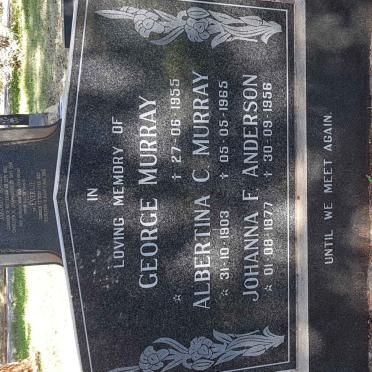 IN
LOVING MEMORY OF
GEORGE MURRAY
☆ ✝ 27-06-1955
ALBERTINA C. MURRAY
☆ 31-10-1903 ✝ 05-05-1985
JOHANNA F. ANDERSON
☆ 01-08-1877 ✝ 30-09-1956
UNTIL WE MEET AGAIN.